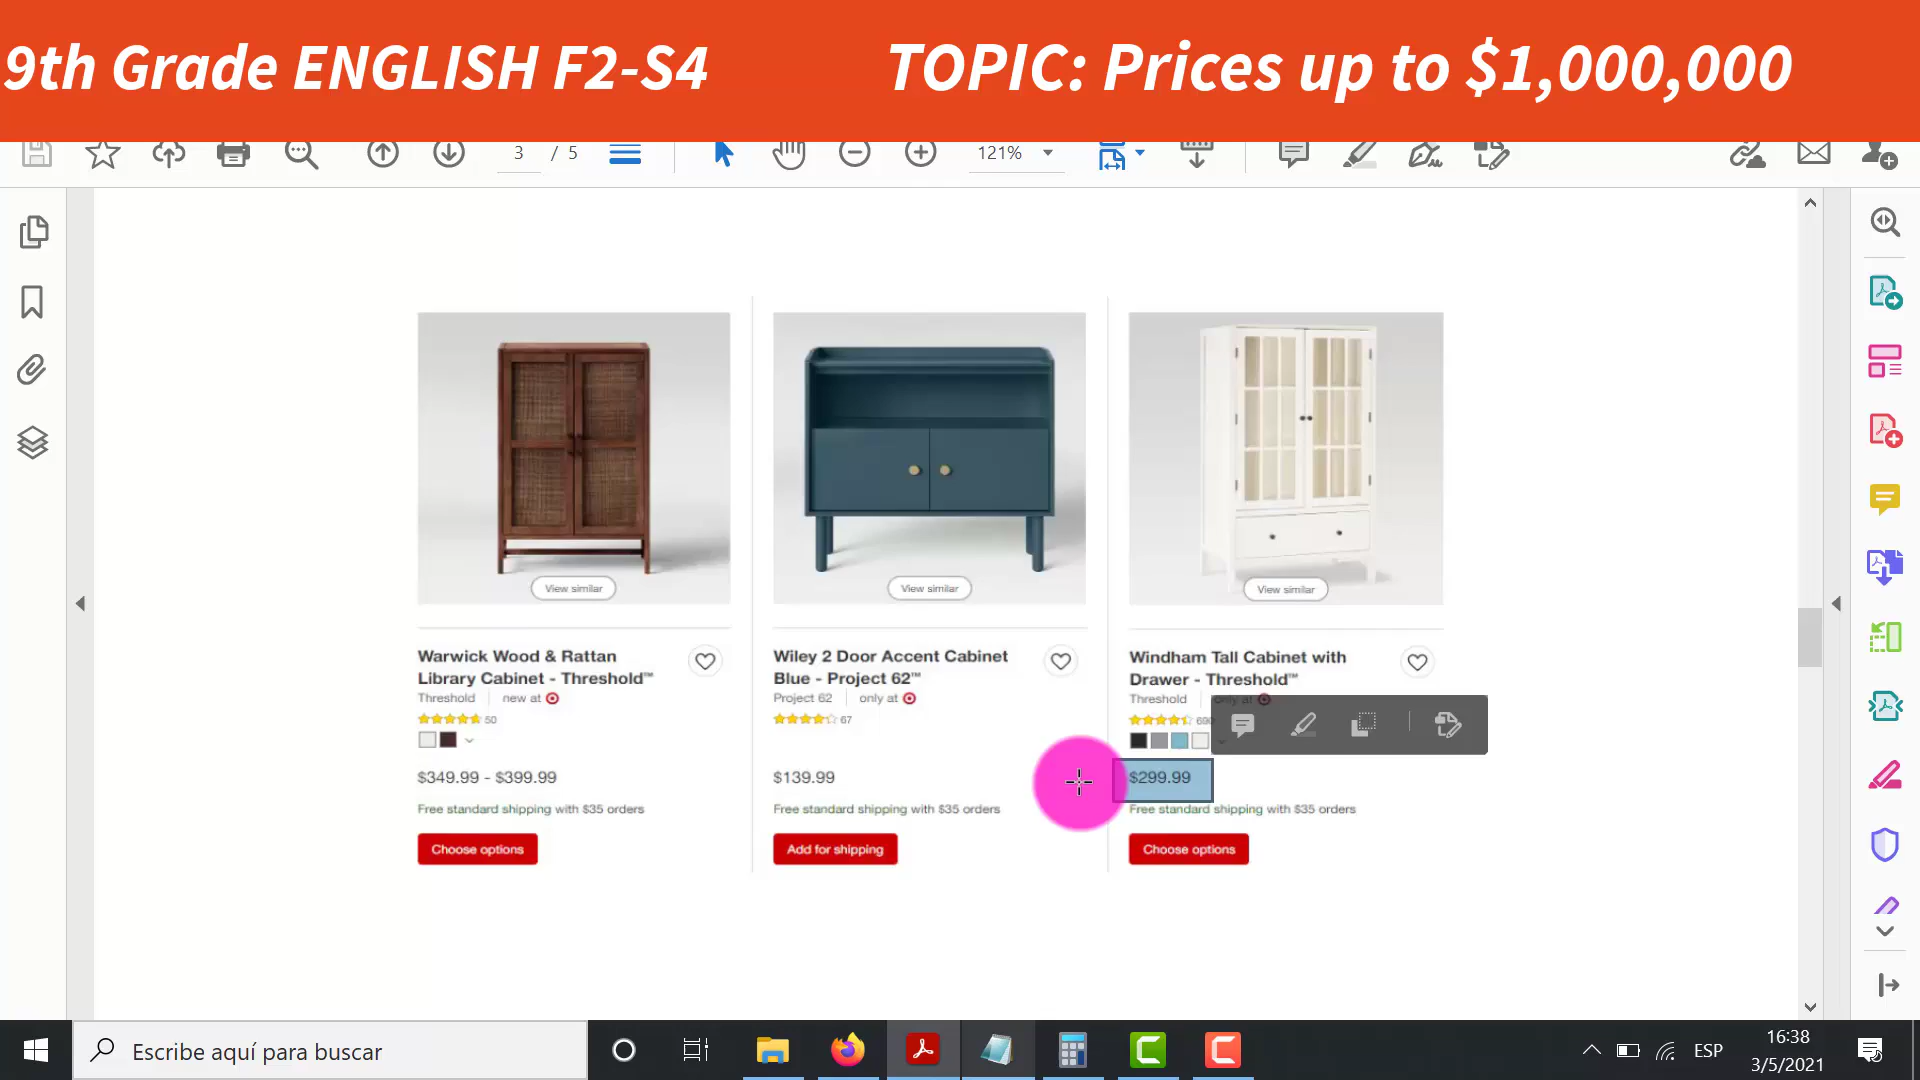 9th Grade ENGLISH F2-S4
TOPIC: Prices up to $1,000,000
3 / 5
121%
View similar
View similar
View similar
Warwick Wood & Rattan
Library Cabinet - Threshold™
Threshold new at
50
$349.99 - $399.99
Free standard shipping with $35 orders
Choose options
Wiley 2 Door Accent Cabinet
Blue - Project 62™
Project 62 only at
67
$139.99
Free standard shipping with $35 orders
Add for shipping
Windham Tall Cabinet with
Drawer - Threshold™
Threshold only at
$299.99
Free standard shipping with $35 orders
Choose options
Escribe aquí para buscar
ESP
16:38
3/5/2021